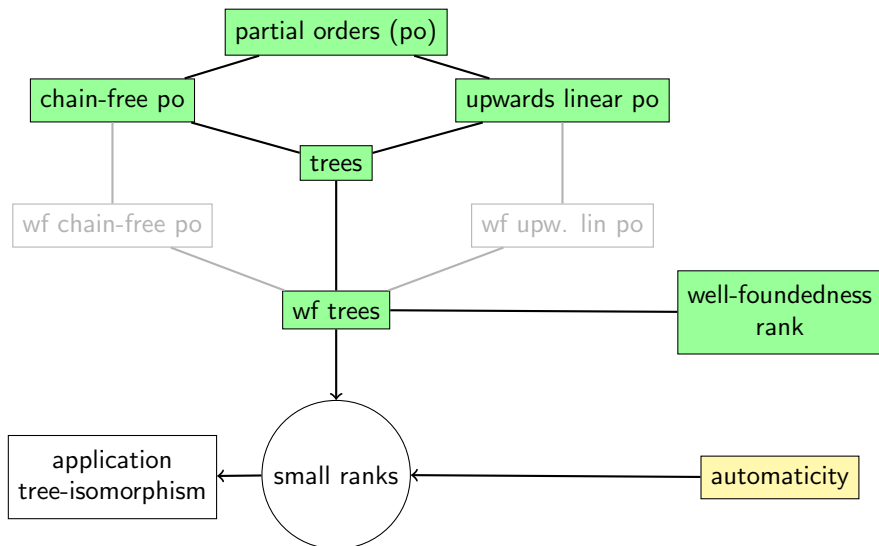 partial orders (po)
chain-free po
upwards linear po
trees
wf chain-free po
wf upw. lin po
wf trees
well-foundedness
rank
application
tree-isomorphism
small ranks
automaticity